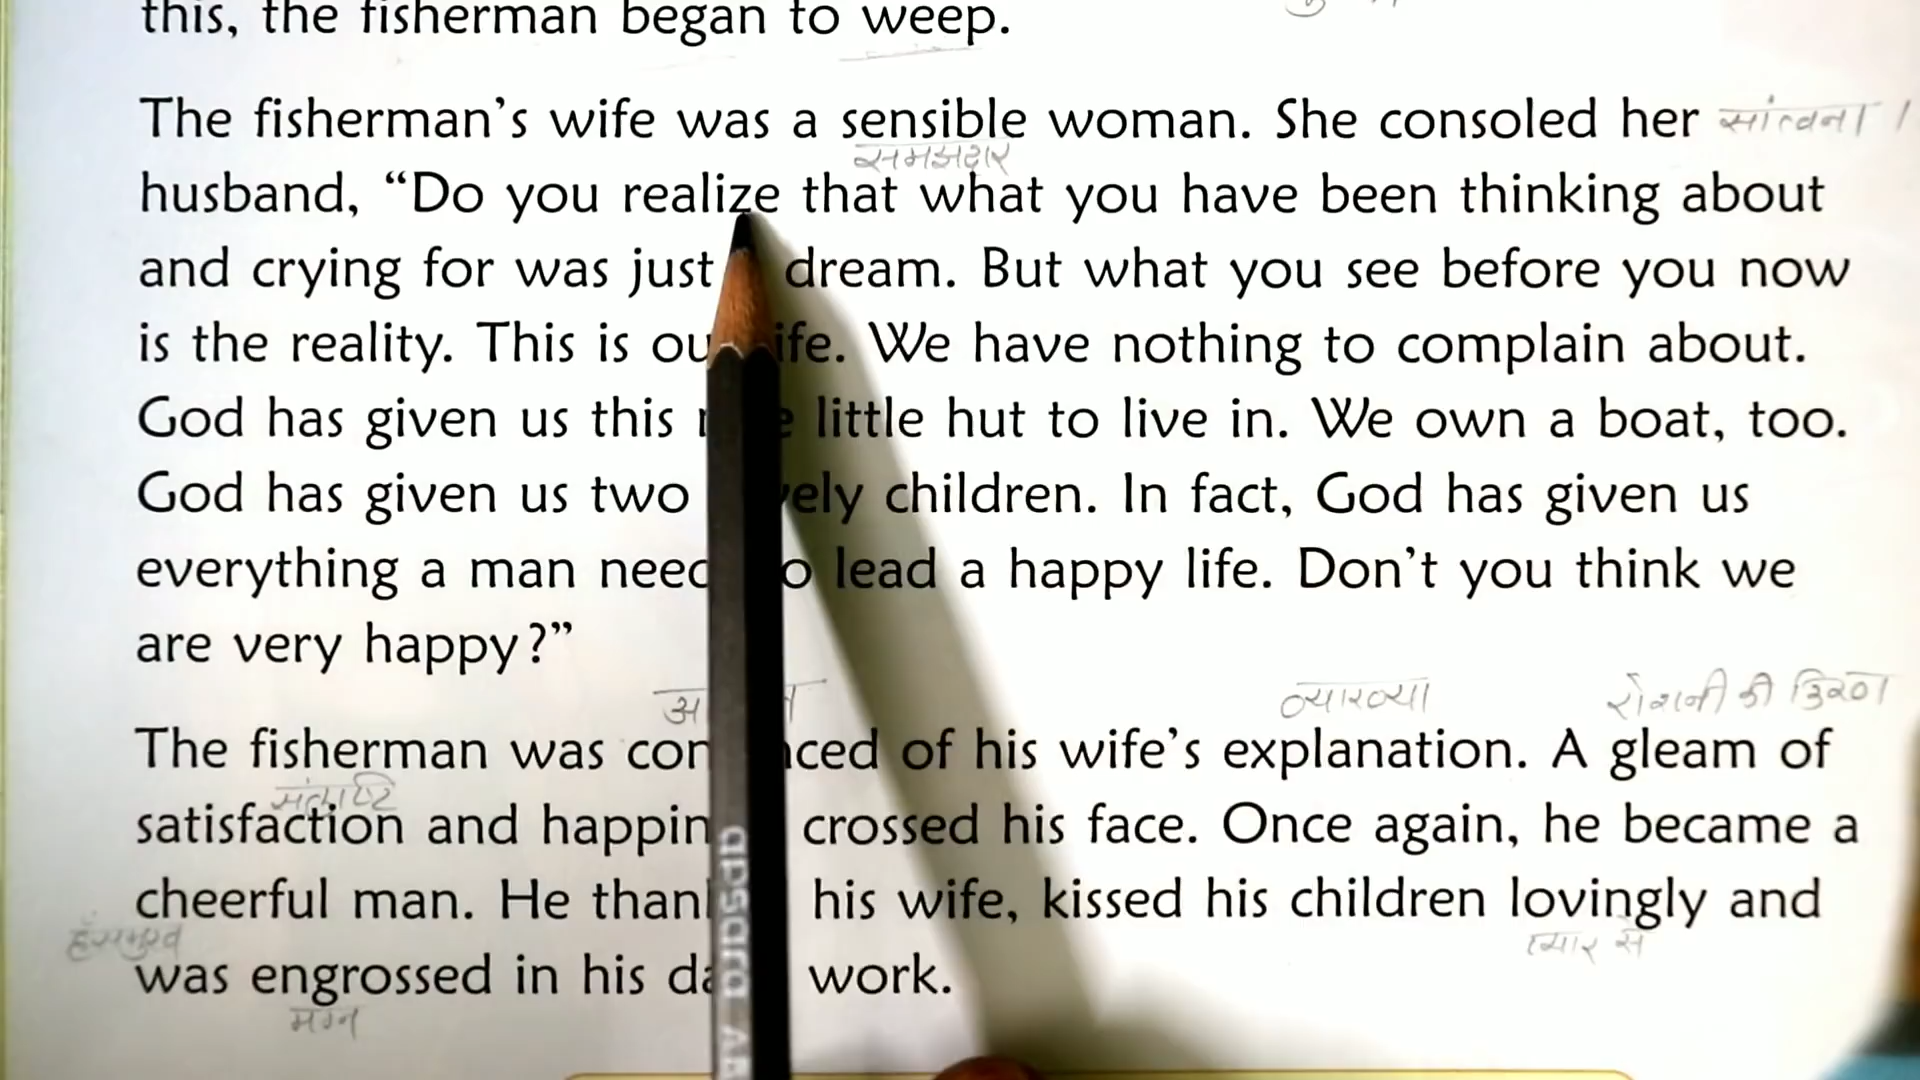 this, the fisherman began to weep.
The fisherman's wife was a sensible woman. She consoled her सांत्वना
समझदार
husband, “Do you realize that what you have been thinking about
and crying for was just dream. But what you see before you now
is the reality. This is ou ife. We have nothing to complain about.
God has given us this little hut to live in. We own a boat, too.
God has given us two ely children. In fact, God has given us
everything a man need o lead a happy life. Don't you think we
are very happy?”
व्याख्या रोशनी की किरण
The fisherman was con ced of his wife's explanation. A gleam of
संतुष्टि
satisfaction and happin crossed his face. Once again, he became a
cheerful man. He than his wife, kissed his children lovingly and
हँसमुख प्यार से
was engrossed in his da work.
मग्न
apsara